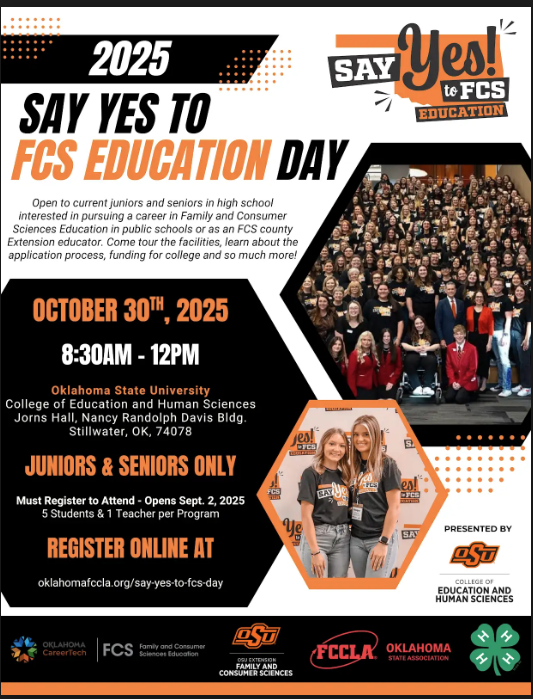 2025
SAY YES TO
FCS EDUCATION DAY
SAY Yes!
to FCS
EDUCATION
Open to current juniors and seniors in high school
interested in pursuing a career in Family and Consumer
Sciences Education in public schools or as an FCS county
Extension educator. Come tour the facilities, learn about the
application process, funding for college and so much more!
OCTOBER 30TH, 2025
8:30AM - 12PM
Oklahoma State University
College of Education and Human Sciences
Jorns Hall, Nancy Randolph Davis Bldg.
Stillwater, OK, 74078
JUNIORS & SENIORS ONLY
Must Register to Attend - Opens Sept. 2, 2025
5 Students & 1 Teacher per Program
REGISTER ONLINE AT
oklahomafccla.org/say-yes-to-fcs-day
PRESENTED BY
OSU
COLLEGE OF
EDUCATION AND
HUMAN SCIENCES
OKLAHOMA
CareerTech
FCS
Family and Consumer
Sciences Education
OSU
OSU EXTENSION
FAMILY AND
CONSUMER SCIENCES
FCCLA
OKLAHOMA
STATE ASSOCIATION
H H
H H